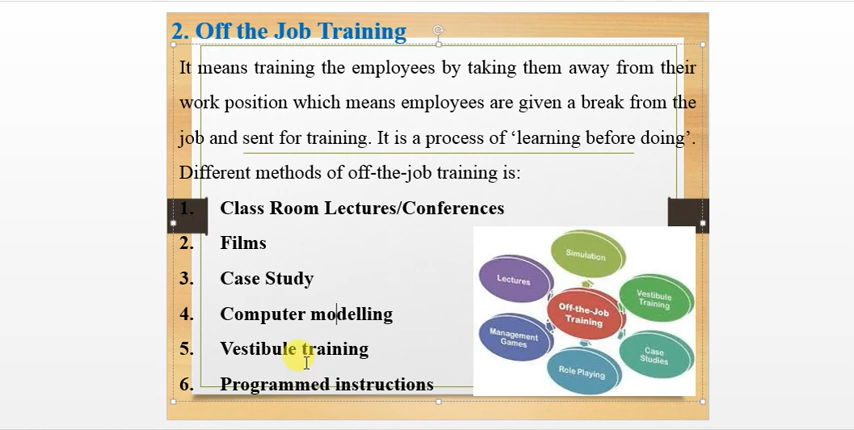 2. Off the Job Training
It means training the employees by taking them away from their
work position which means employees are given a break from the
job and sent for training. It is a process of ‘learning before doing’.
Different methods of off-the-job training is:
1. Class Room Lectures/Conferences
2. Films
3. Case Study
4. Computer modelling
5. Vestibule training
6. Programmed instructions
Simulation
Lectures
Vestibule
Training
Off-the-Job
Training
Management
Games
Case
Studies
Role Playing